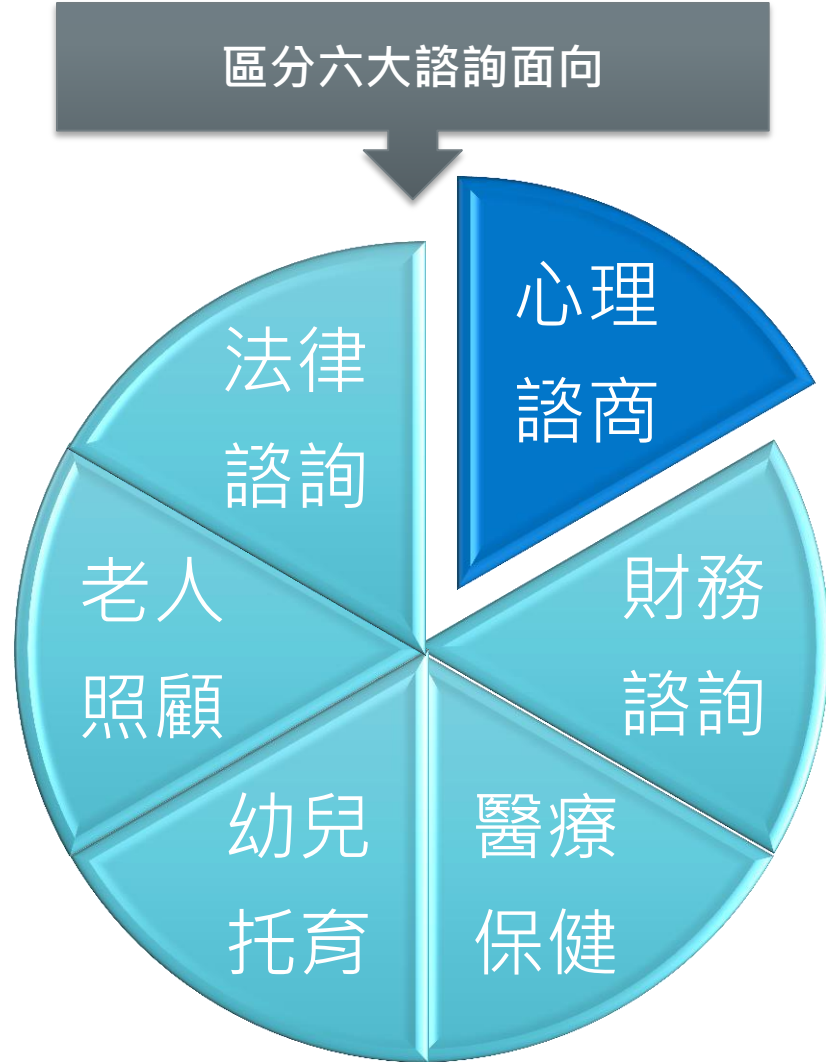 區分六大諮詢面向
心理
諮商
財務
諮詢
醫療
保健
幼兒
托育
老人
照顧
法律
諮詢